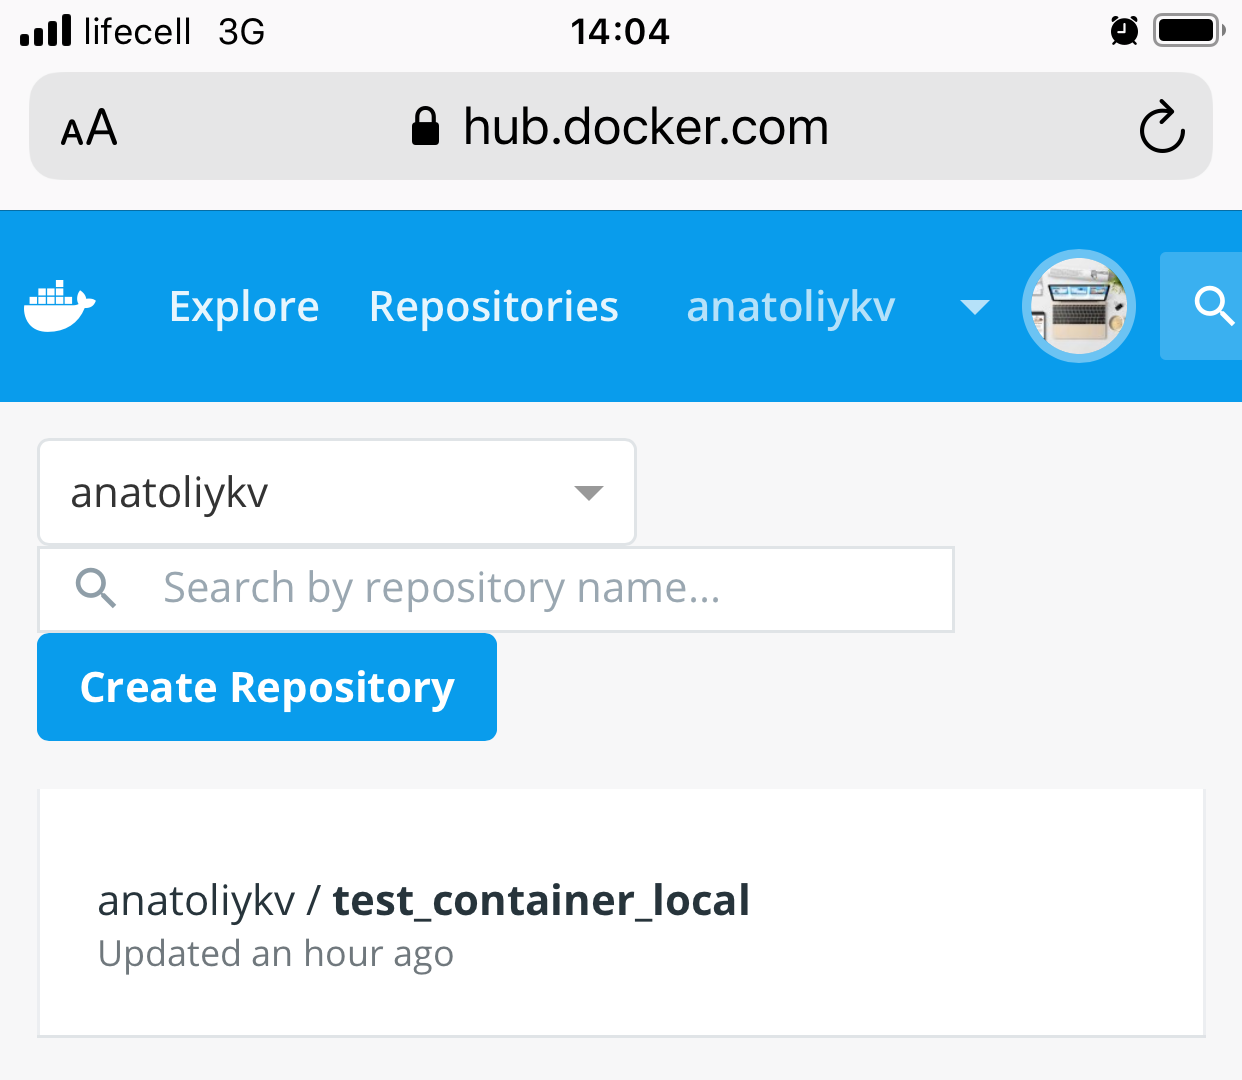 lifecell 3G 14:04
AA hub.docker.com
Explore Repositories anatoliykv
anatoliykv
Search by repository name...
Create Repository
anatoliykv / test_container_local
Updated an hour ago